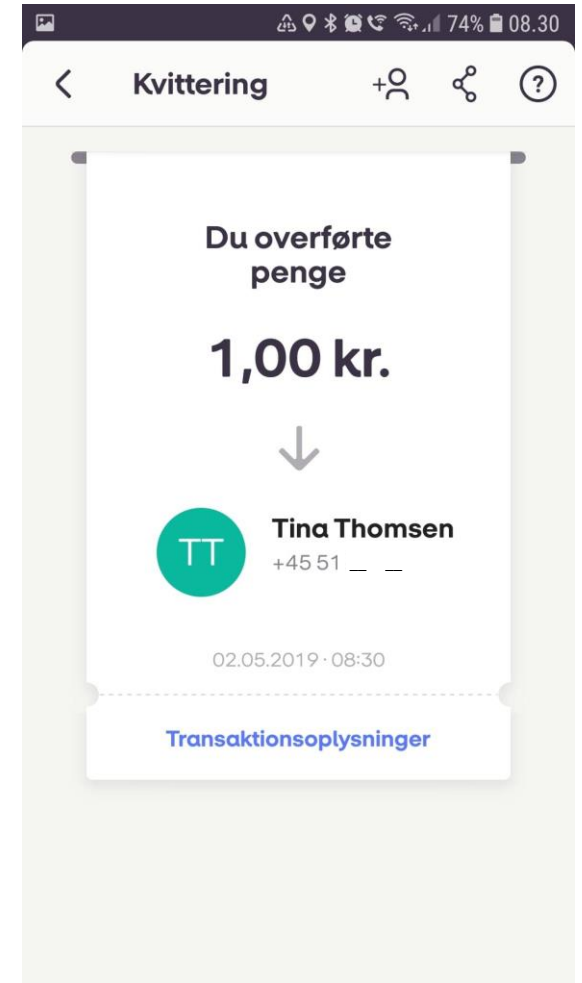 74% 08.30
Kvittering
Du overførte
penge
1,00 kr.
TT
Tina Thomsen
+45 51 _ _
02.05.2019 · 08:30
Transaktionsoplysninger